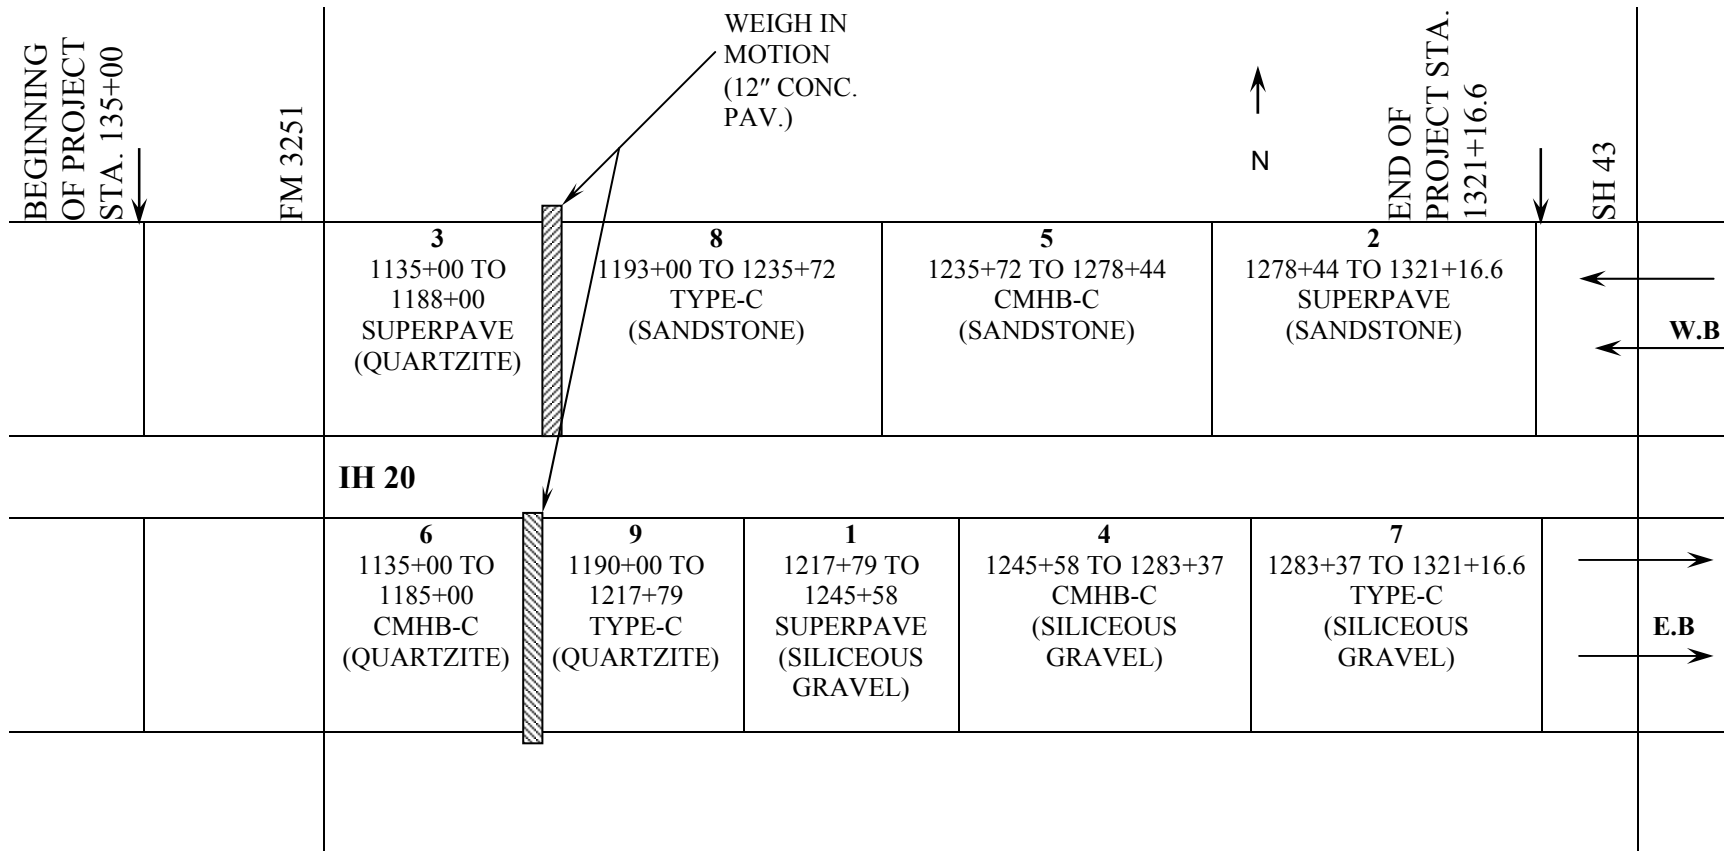 BEGINNING
OF PROJECT
STA. 135+00
FM 3251
WEIGH IN
MOTION
(12″ CONC.
PAV.)
N
END OF
PROJECT STA.
1321+16.6
SH 43
3
1135+00 TO
1188+00
SUPERPAVE
(QUARTZITE)
8
1193+00 TO 1235+72
TYPE-C
(SANDSTONE)
5
1235+72 TO 1278+44
CMHB-C
(SANDSTONE)
2
1278+44 TO 1321+16.6
SUPERPAVE
(SANDSTONE)
W.B
IH 20
6
1135+00 TO
1185+00
CMHB-C
(QUARTZITE)
9
1190+00 TO
1217+79
TYPE-C
(QUARTZITE)
1
1217+79 TO
1245+58
SUPERPAVE
(SILICEOUS
GRAVEL)
4
1245+58 TO 1283+37
CMHB-C
(SILICEOUS
GRAVEL)
7
1283+37 TO 1321+16.6
TYPE-C
(SILICEOUS
GRAVEL)
E.B